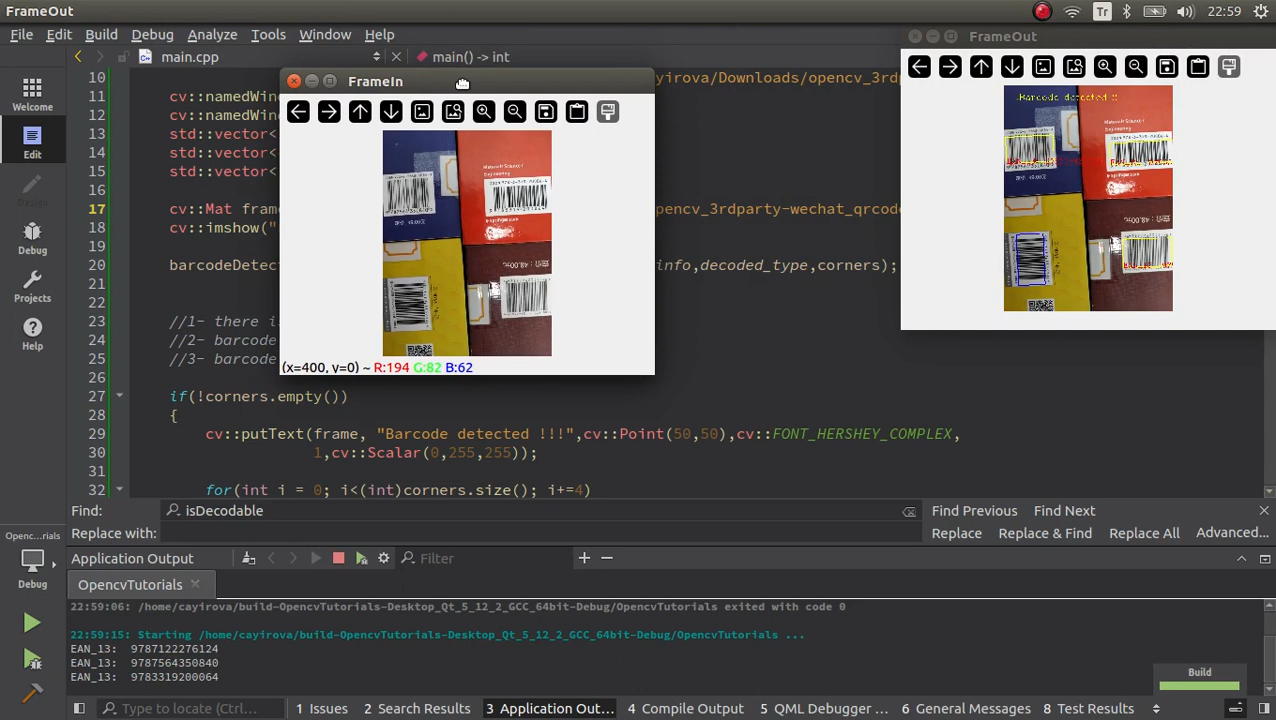 FrameOut
Tr
22:59
File Edit Build Debug Analyze Tools Window Help
main.cpp
main() -> int
FrameIn
FrameOut
Welcome
Edit
Design
Debug
Projects
Help
10
ayirova/Downloads/opencv_3rdp
11 cv::namedWin
12 cv::namedWin
13 std::vector<
14 std::vector<
15 std::vector<
16
17 cv::Mat fram
pencv_3rdparty-wechat_qrcode
18 cv::imshow("
19
20 barcodeDetec
info,decoded_type,corners);
21
22
23 //1- there i
24 //2- barcode
25 //3- barcode
26
27 if(!corners.empty())
28 {
29 cv::putText(frame, "Barcode detected !!!",cv::Point(50,50),cv::FONT_HERSHEY_COMPLEX,
30 1,cv::Scalar(0,255,255));
31
32 for(int i = 0; i<(int)corners.size(); i+=4)
Materials Science
Engineering
(x=400, y=0) ~ R:194 G:82 B:62
Barcode detected !!
Find: isDecodable
Find Previous Find Next
Replace with:
Replace Replace & Find Replace All Advanced...
Openc...rials
Debug
Application Output
Filter
OpencvTutorials
22:59:06: /home/cayirova/build-OpencvTutorials-Desktop_Qt_5_12_2_GCC_64bit-Debug/OpencvTutorials exited with code 0
22:59:15: Starting /home/cayirova/build-OpencvTutorials-Desktop_Qt_5_12_2_GCC_64bit-Debug/OpencvTutorials ...
EAN_13: 9787122276124
EAN_13: 9787564350840
EAN_13: 9783319200064
Build
Type to locate (Ctrl...
1 Issues 2 Search Results 3 Application Out... 4 Compile Output 5 QML Debugger ... 6 General Messages 8 Test Results